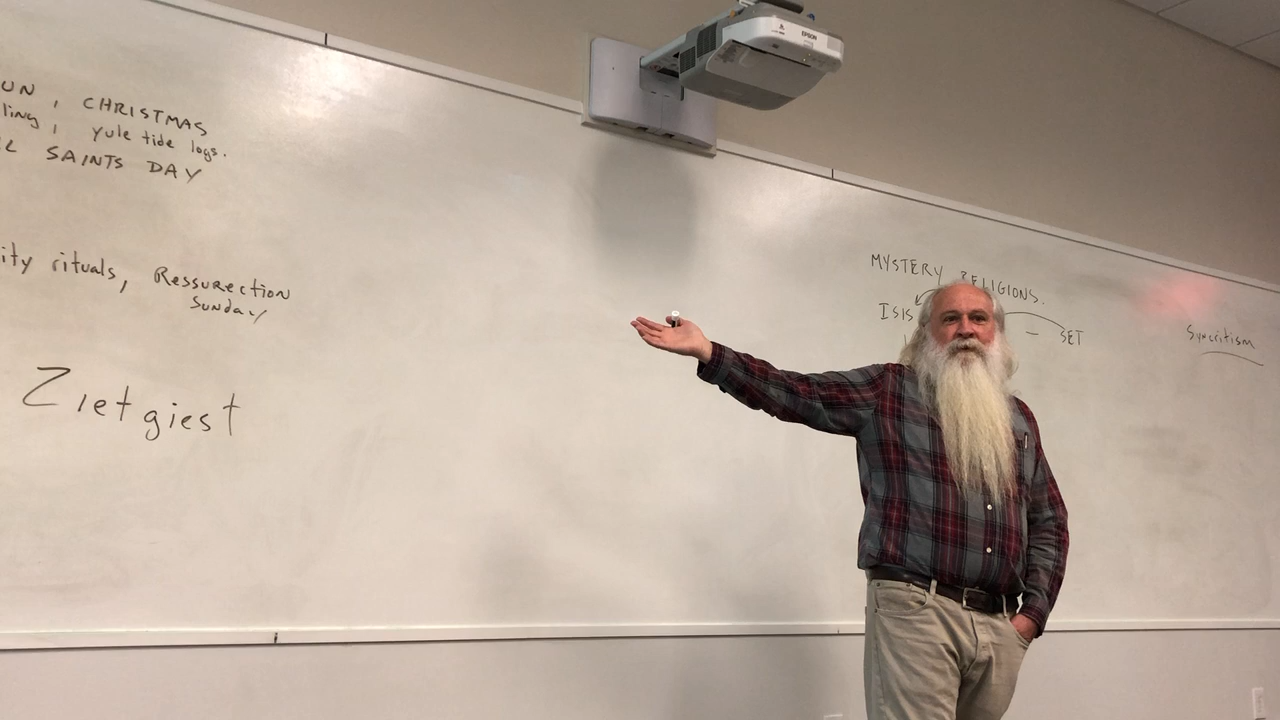 UN, CHRISTMAS
ling, yule tide logs.
L SAINTS DAY
ity rituals, Ressurection
Sunday
Zietgiest
EPSON
MYSTERY RELIGIONS.
ISIS - SET
Syncritism